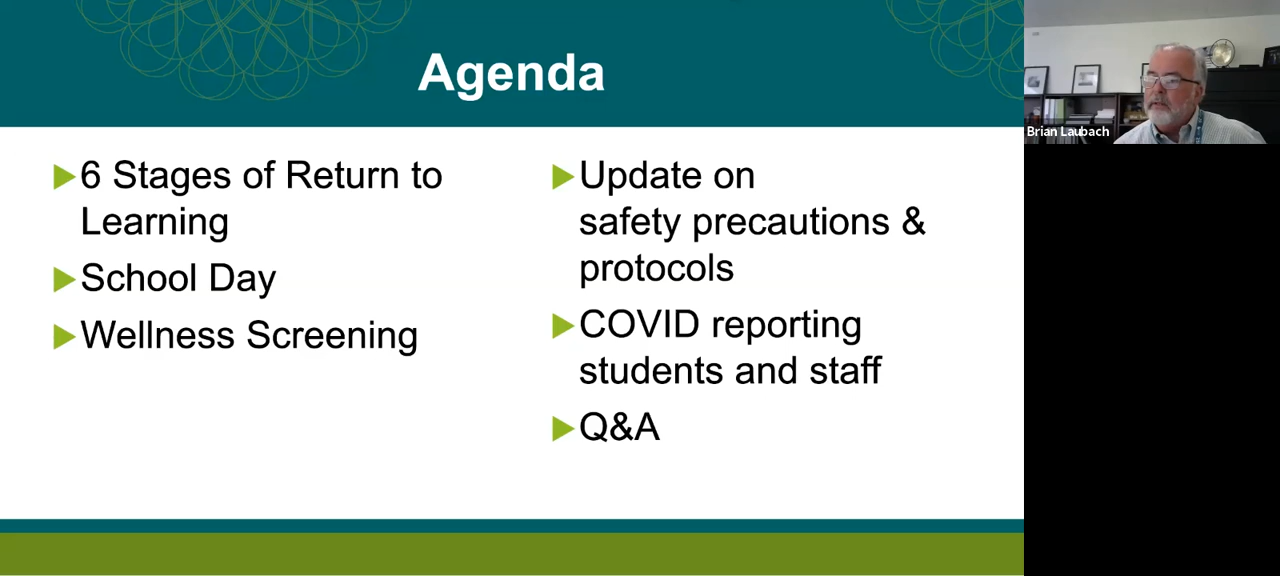 Agenda
6 Stages of Return to
Learning
School Day
Wellness Screening
Update on
safety precautions &
protocols
COVID reporting
students and staff
Q&A
Brian Laubach